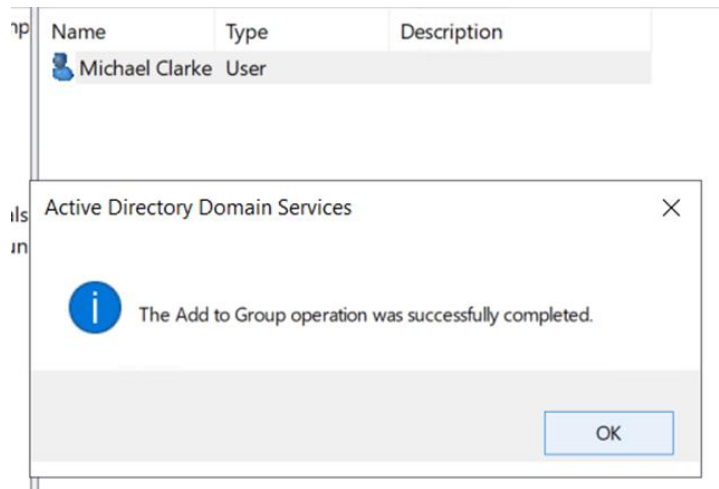 Name Type Description
Michael Clarke User
Active Directory Domain Services
The Add to Group operation was successfully completed.
OK